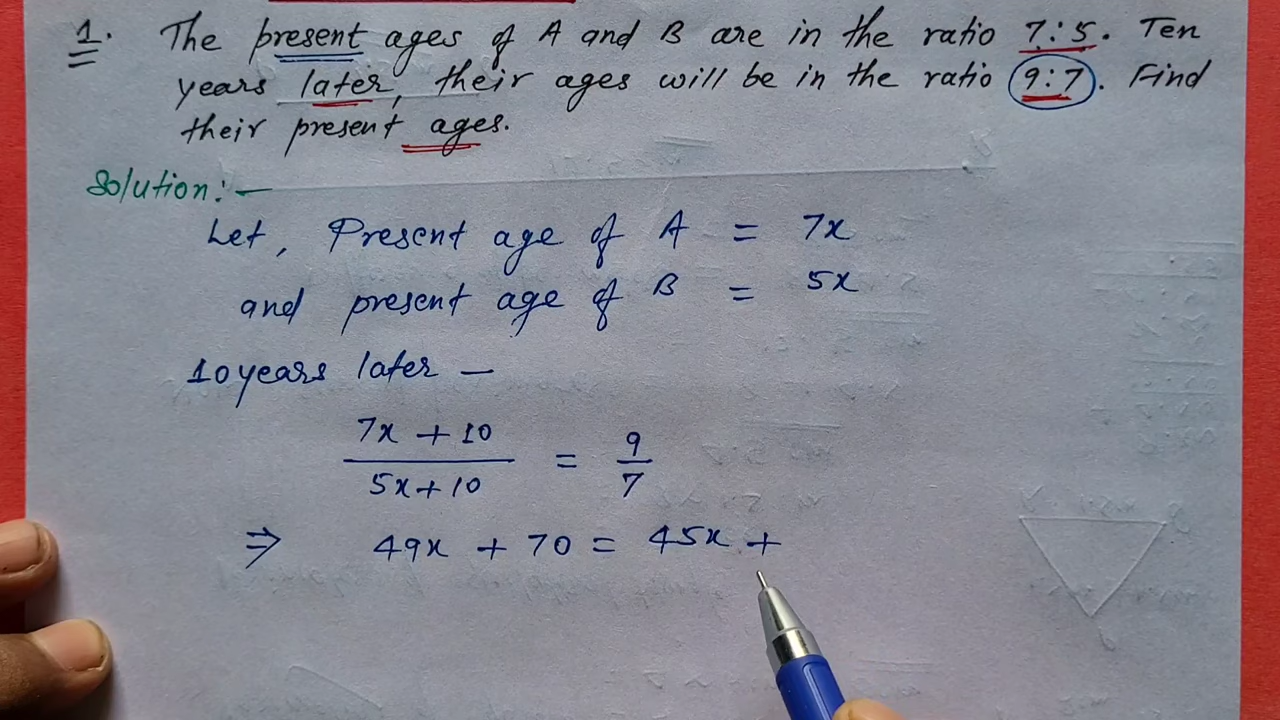 1. The present ages of A and B are in the ratio 7:5. Ten
years later, their ages will be in the ratio 9:7. Find
their present ages.
Solution:-
Let, Present age of A = 7x
and present age of B = 5x
10 years later -
7x + 10
5x+10
=
9
7
⇒ 49x + 70 = 45x +